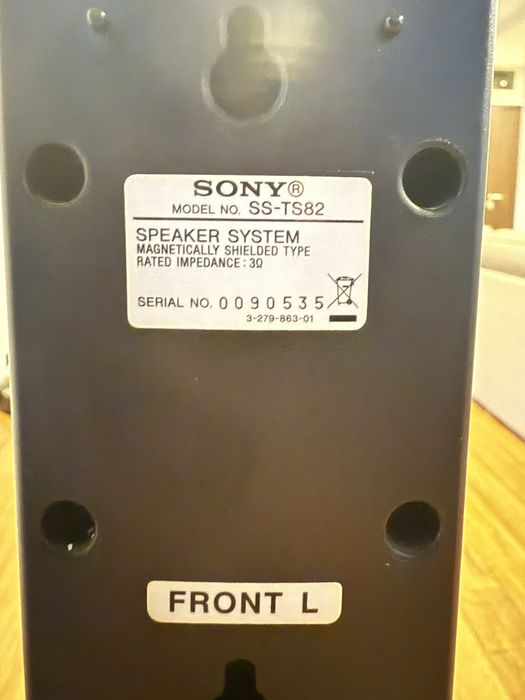 SONY®
MODEL NO. SS-TS82
SPEAKER SYSTEM
MAGNETICALLY SHIELDED TYPE
RATED IMPEDANCE : 3Ω
SERIAL NO. 0090535
3-279-863-01
FRONT L